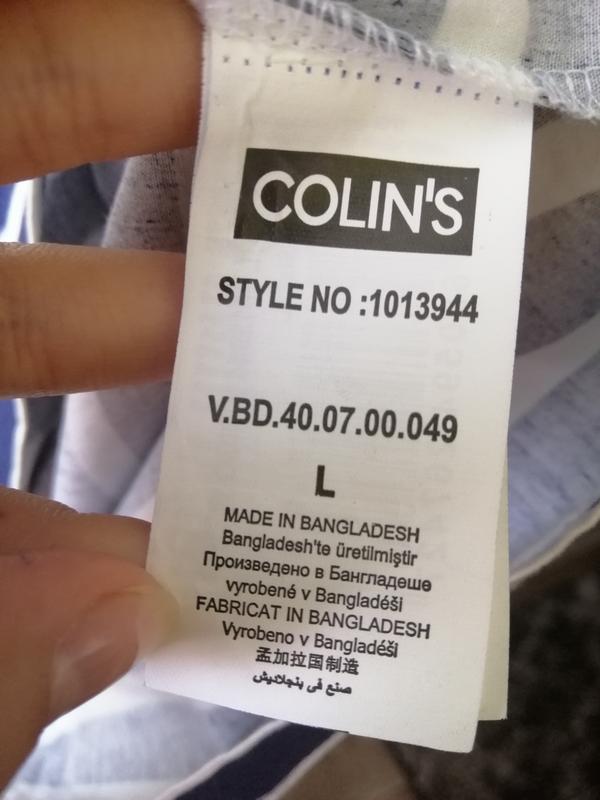 COLIN'S
STYLE NO :1013944
V.BD.40.07.00.049
L
MADE IN BANGLADESH
Bangladesh'te üretilmiştir
Произведено в Бангладеше
vyrobené v Bangladéši
FABRICAT IN BANGLADESH
Vyrobeno v Bangladéši
孟加拉国制造
صنع في بنجلاديش